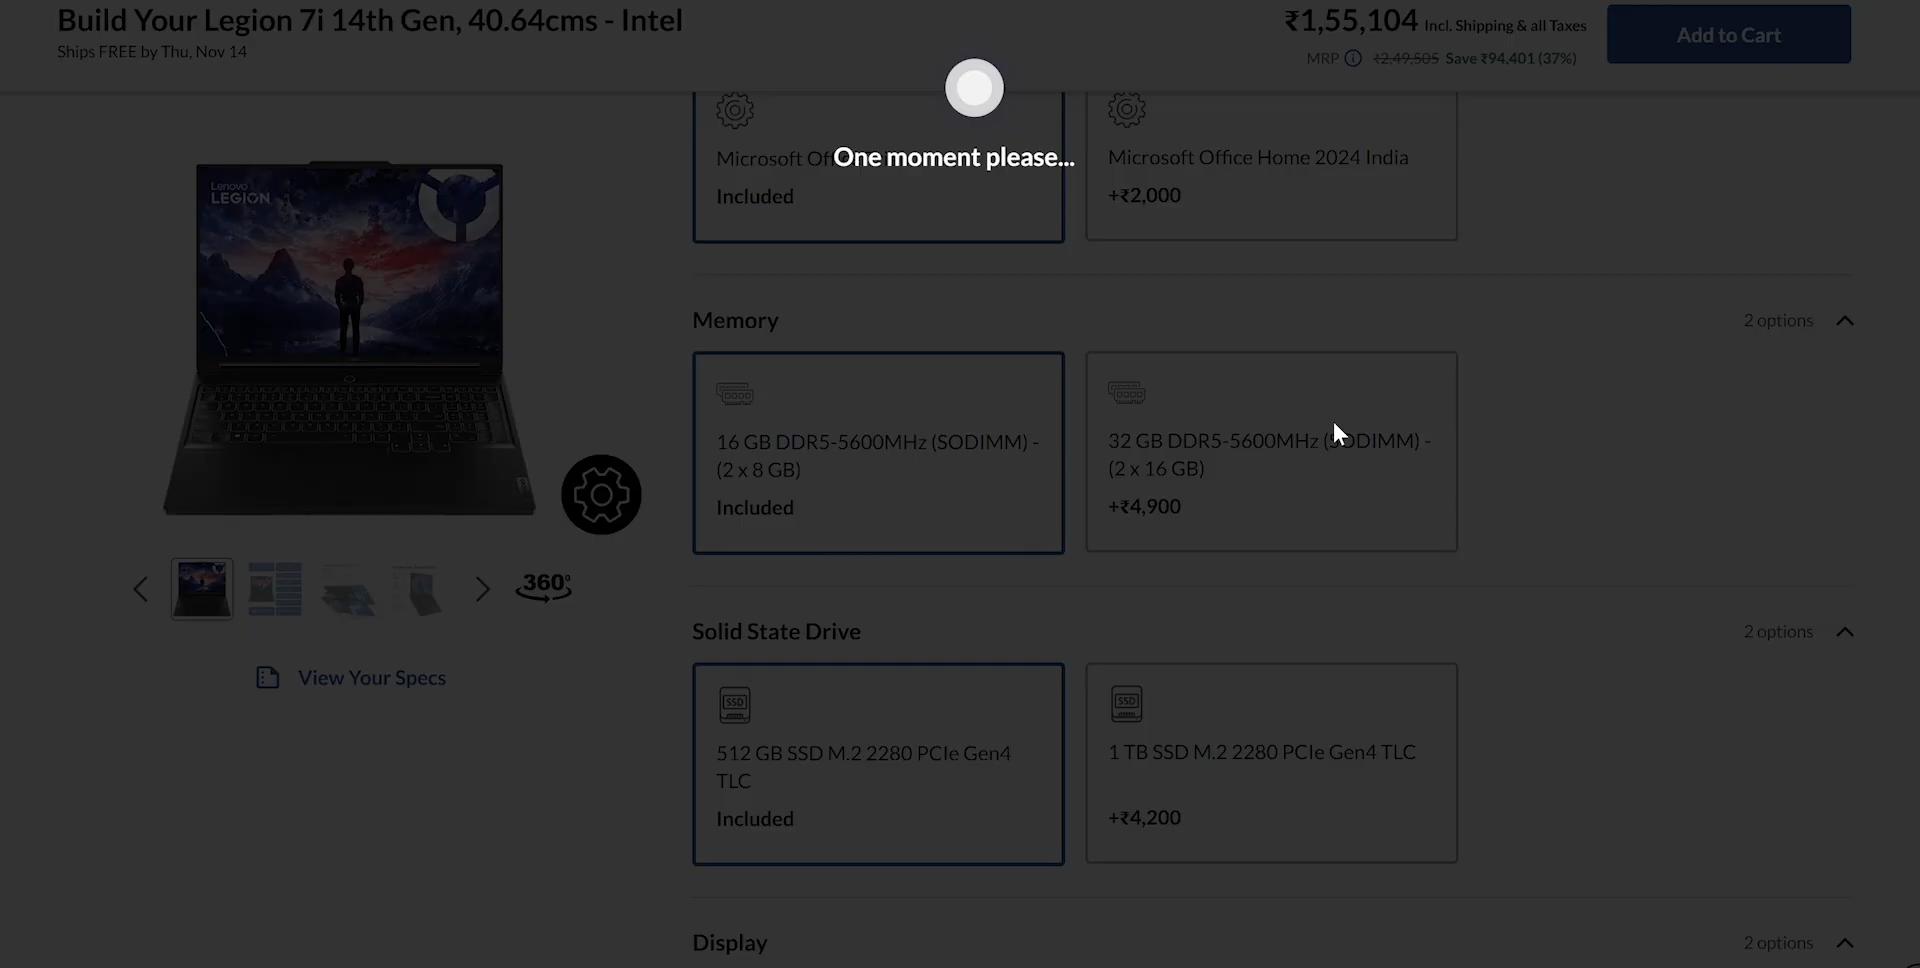 Build Your Legion 7i 14th Gen, 40.64cms - Intel
Ships FREE by Thu, Nov 14
₹1,55,104 Incl. Shipping & all Taxes
MRP ₹2,49,505 Save ₹94,401 (37%)
Add to Cart
One moment please...
Microsoft Of
Included
Microsoft Office Home 2024 India
+₹2,000
Lenovo
LEGION
360°
View Your Specs
Memory
2 options
16 GB DDR5-5600MHz (SODIMM) -
(2 x 8 GB)
Included
32 GB DDR5-5600MHz (SODIMM) -
(2 x 16 GB)
+₹4,900
Solid State Drive
2 options
SSD
512 GB SSD M.2 2280 PCIe Gen4
TLC
Included
SSD
1 TB SSD M.2 2280 PCIe Gen4 TLC
+₹4,200
Display
2 options